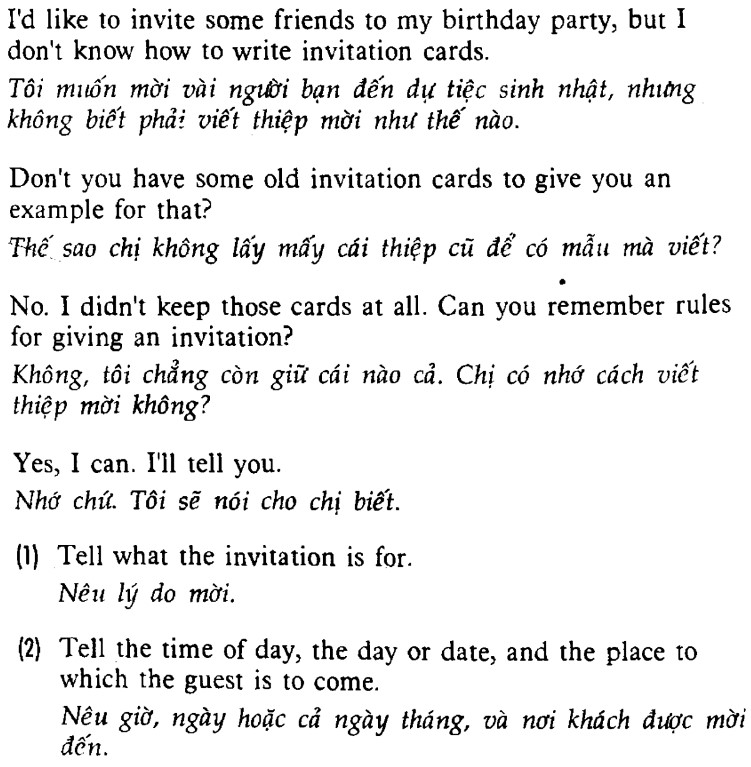 I'd like to invite some friends to my birthday party, but I
don't know how to write invitation cards.
Tôi muốn mời vài người bạn đến dự tiệc sinh nhật, nhưng
không biết phải viết thiệp mời như thế nào.
Don't you have some old invitation cards to give you an
example for that?
Thế sao chị không lấy mấy cái thiệp cũ để có mẫu mà viết?
No. I didn't keep those cards at all. Can you remember rules
for giving an invitation?
Không, tôi chẳng còn giữ cái nào cả. Chị có nhớ cách viết
thiệp mời không?
Yes, I can. I'll tell you.
Nhớ chứ. Tôi sẽ nói cho chị biết.
(1) Tell what the invitation is for.
Nêu lý do mời.
(2) Tell the time of day, the day or date, and the place to
which the guest is to come.
Nêu giờ, ngày hoặc cả ngày tháng, và nơi khách được mời
đến.